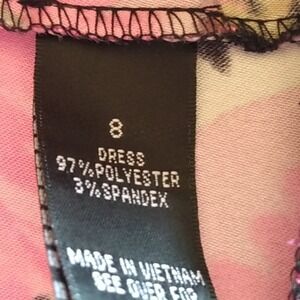 8
DRESS
97%POLYESTER
3%SPANDEX
MADE IN VIETNAM
SEE OVER FOR